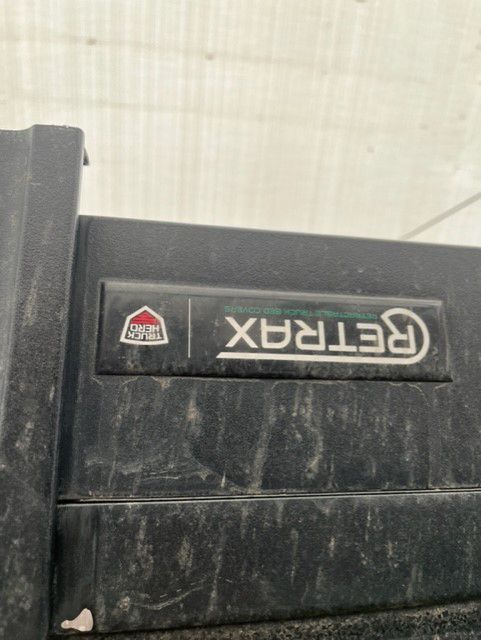 RETRAX
RETRACTABLE TRUCK BED COVERS
TRUCK
HERO